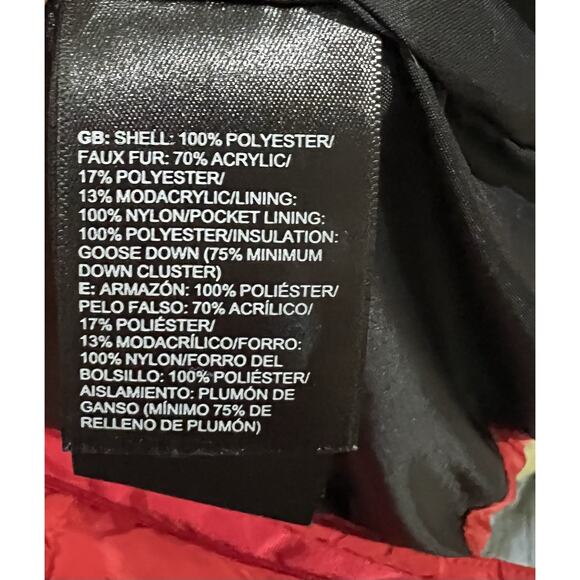 GB: SHELL: 100% POLYESTER/
FAUX FUR: 70% ACRYLIC/
17% POLYESTER/
13% MODACRYLIC/LINING:
100% NYLON/POCKET LINING:
100% POLYESTER/INSULATION:
GOOSE DOWN (75% MINIMUM
DOWN CLUSTER)
E: ARMAZÓN: 100% POLIÉSTER/
PELO FALSO: 70% ACRÍLICO/
17% POLIÉSTER/
13% MODACRÍLICO/FORRO:
100% NYLON/FORRO DEL
BOLSILLO: 100% POLIÉSTER/
AISLAMIENTO: PLUMÓN DE
GANSO (MÍNIMO 75% DE
RELLENO DE PLUMÓN)